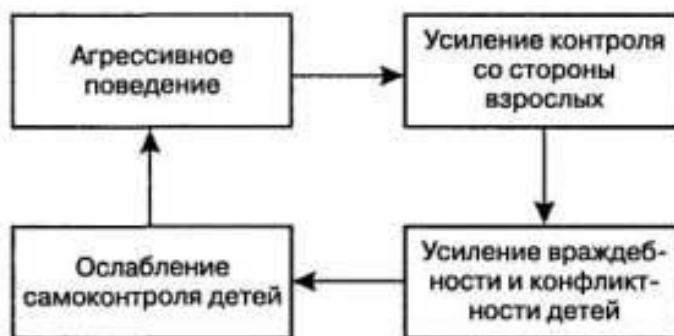 Агрессивное
поведение
Усиление контроля
со стороны
взрослых
Ослабление
самоконтроля детей
Усиление враждеб-
ности и конфликт-
ности детей